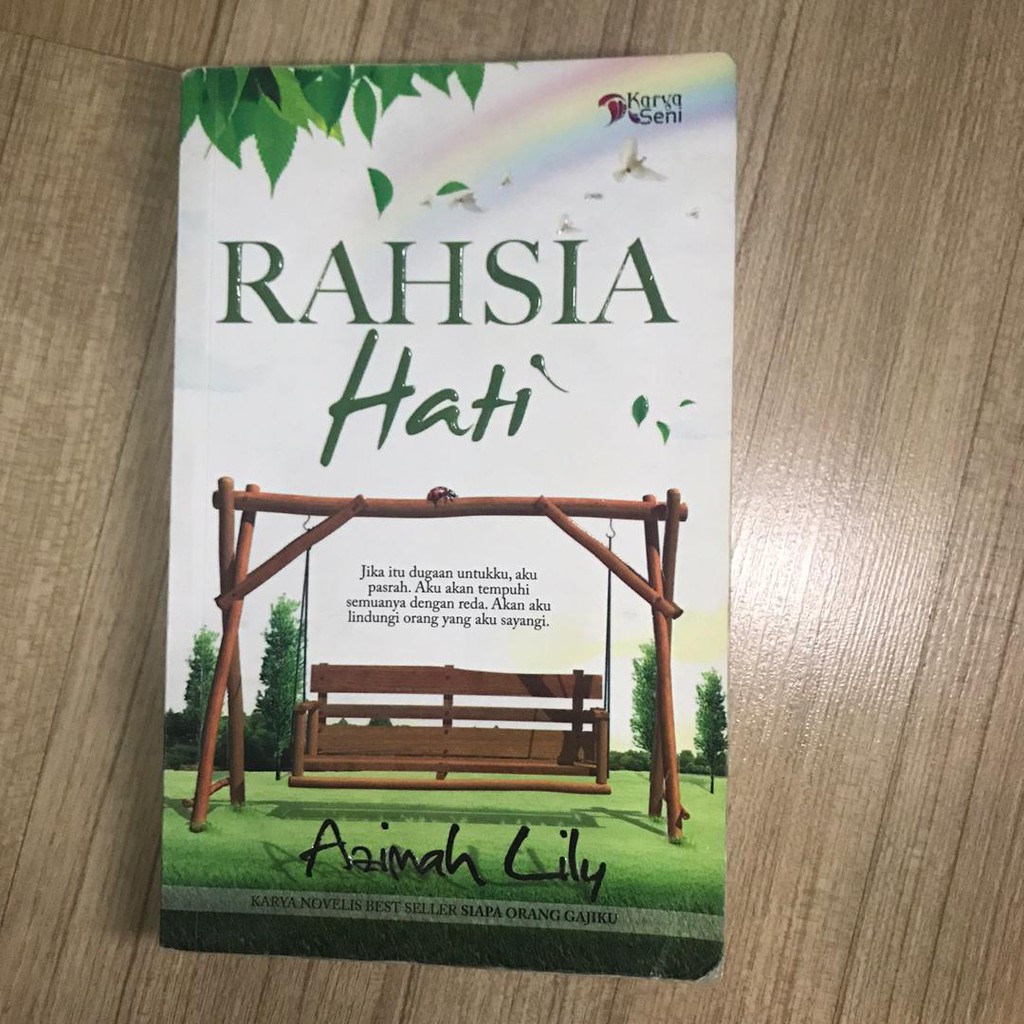 Karya
Seni
RAHSIA
Hati
Jika itu dugaan untukku, aku
pasrah. Aku akan tempuhi
semuanya dengan reda. Akan aku
lindungi orang yang aku sayangi.
Azimah Lily
KARYA NOVELIS BEST SELLER SIAPA ORANG GAJIKU